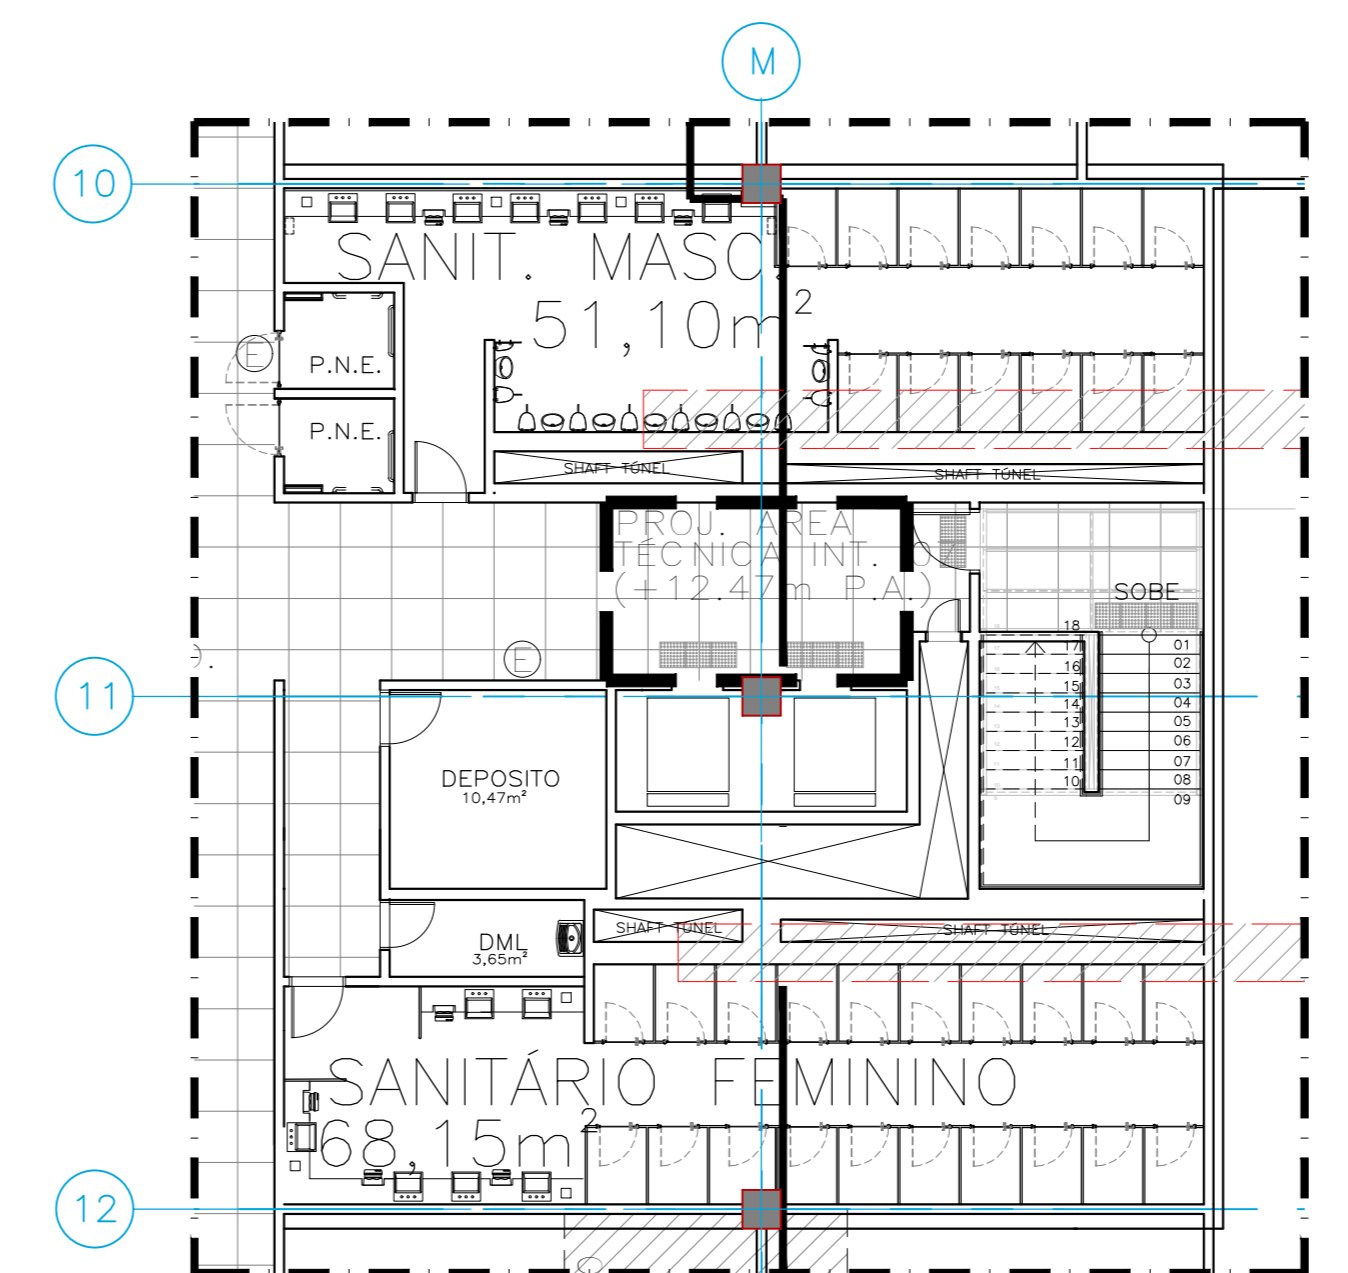 M
10
SANIT. MASC.
51,10m²
E
P.N.E.
P.N.E.
SHAFT TÚNEL
SHAFT TÚNEL
PROJ. ÁREA
TÉCNICA INT. 07
(+12.47m P.A.)
SOBE
E
18
17
16
15
14
13
12
11
10
01
02
03
04
05
06
07
08
09
11
DEPOSITO
10,47m²
DML
3,65m²
SHAFT TÚNEL
SHAFT TÚNEL
SANITÁRIO FEMININO
68,15m²
12